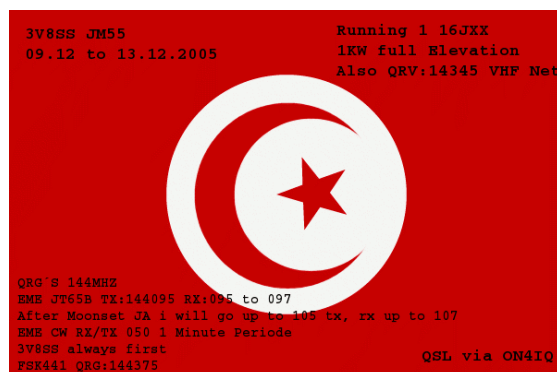 3V8SS JM55
09.12 to 13.12.2005
Running 1 16JXX
1KW full Elevation
Also QRV:14345 VHF Net
QRG'S 144MHZ
EME JT65B TX:144095 RX:095 to 097
After Moonset JA i will go up to 105 tx, rx up to 107
EME CW RX/TX 050 1 Minute Periode
3V8SS always first
FSK441 QRG:144375
QSL via ON4IQ